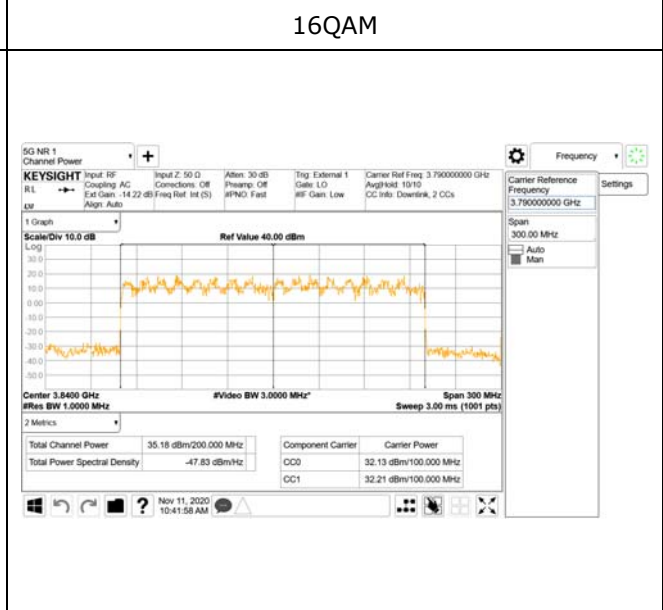 16QAM
5G NR 1
Channel Power
Frequency
KEYSIGHT
RL
Input: RF
Coupling: AC
Ext Gain: -14.22 dB
Align: Auto
Input Z: 50 Ω
Corrections: Off
Freq Ref: Int (S)
Atten: 30 dB
Preamp: Off
#PNO: Fast
Trig: External 1
Gate: LO
#IF Gain: Low
Carrier Ref Freq: 3.790000000 GHz
Avg|Hold: 10/10
CC Info: Downlink, 2 CCs
Carrier Reference
Frequency
3.790000000 GHz
Settings
Span
300.00 MHz
Auto
Man
1 Graph
Scale/Div 10.0 dB
Ref Value 40.00 dBm
Log
30.0
20.0
10.0
0.00
-10.0
-20.0
-30.0
-40.0
-50.0
Center 3.8400 GHz
#Video BW 3.0000 MHz*
Span 300 MHz
#Res BW 1.0000 MHz
Sweep 3.00 ms (1001 pts)
2 Metrics
Total Channel Power 35.18 dBm/200.000 MHz
Total Power Spectral Density -47.83 dBm/Hz
Component Carrier Carrier Power
CC0 32.13 dBm/100.000 MHz
CC1 32.21 dBm/100.000 MHz
?
Nov 11, 2020
10:41:58 AM